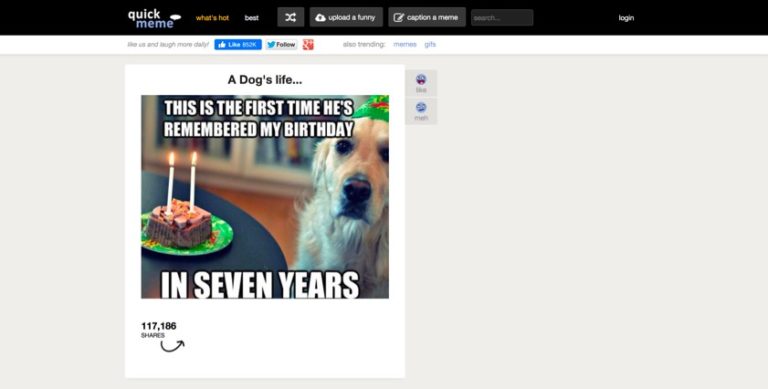 quick
meme
what's hot
best
upload a funny
caption a meme
search...
login
like us and laugh more daily!
Like 852K
Follow
g+
also trending:
memes
gifs
A Dog's life...
like
THIS IS THE FIRST TIME HE'S
REMEMBERED MY BIRTHDAY
meh
IN SEVEN YEARS
117,186
SHARES